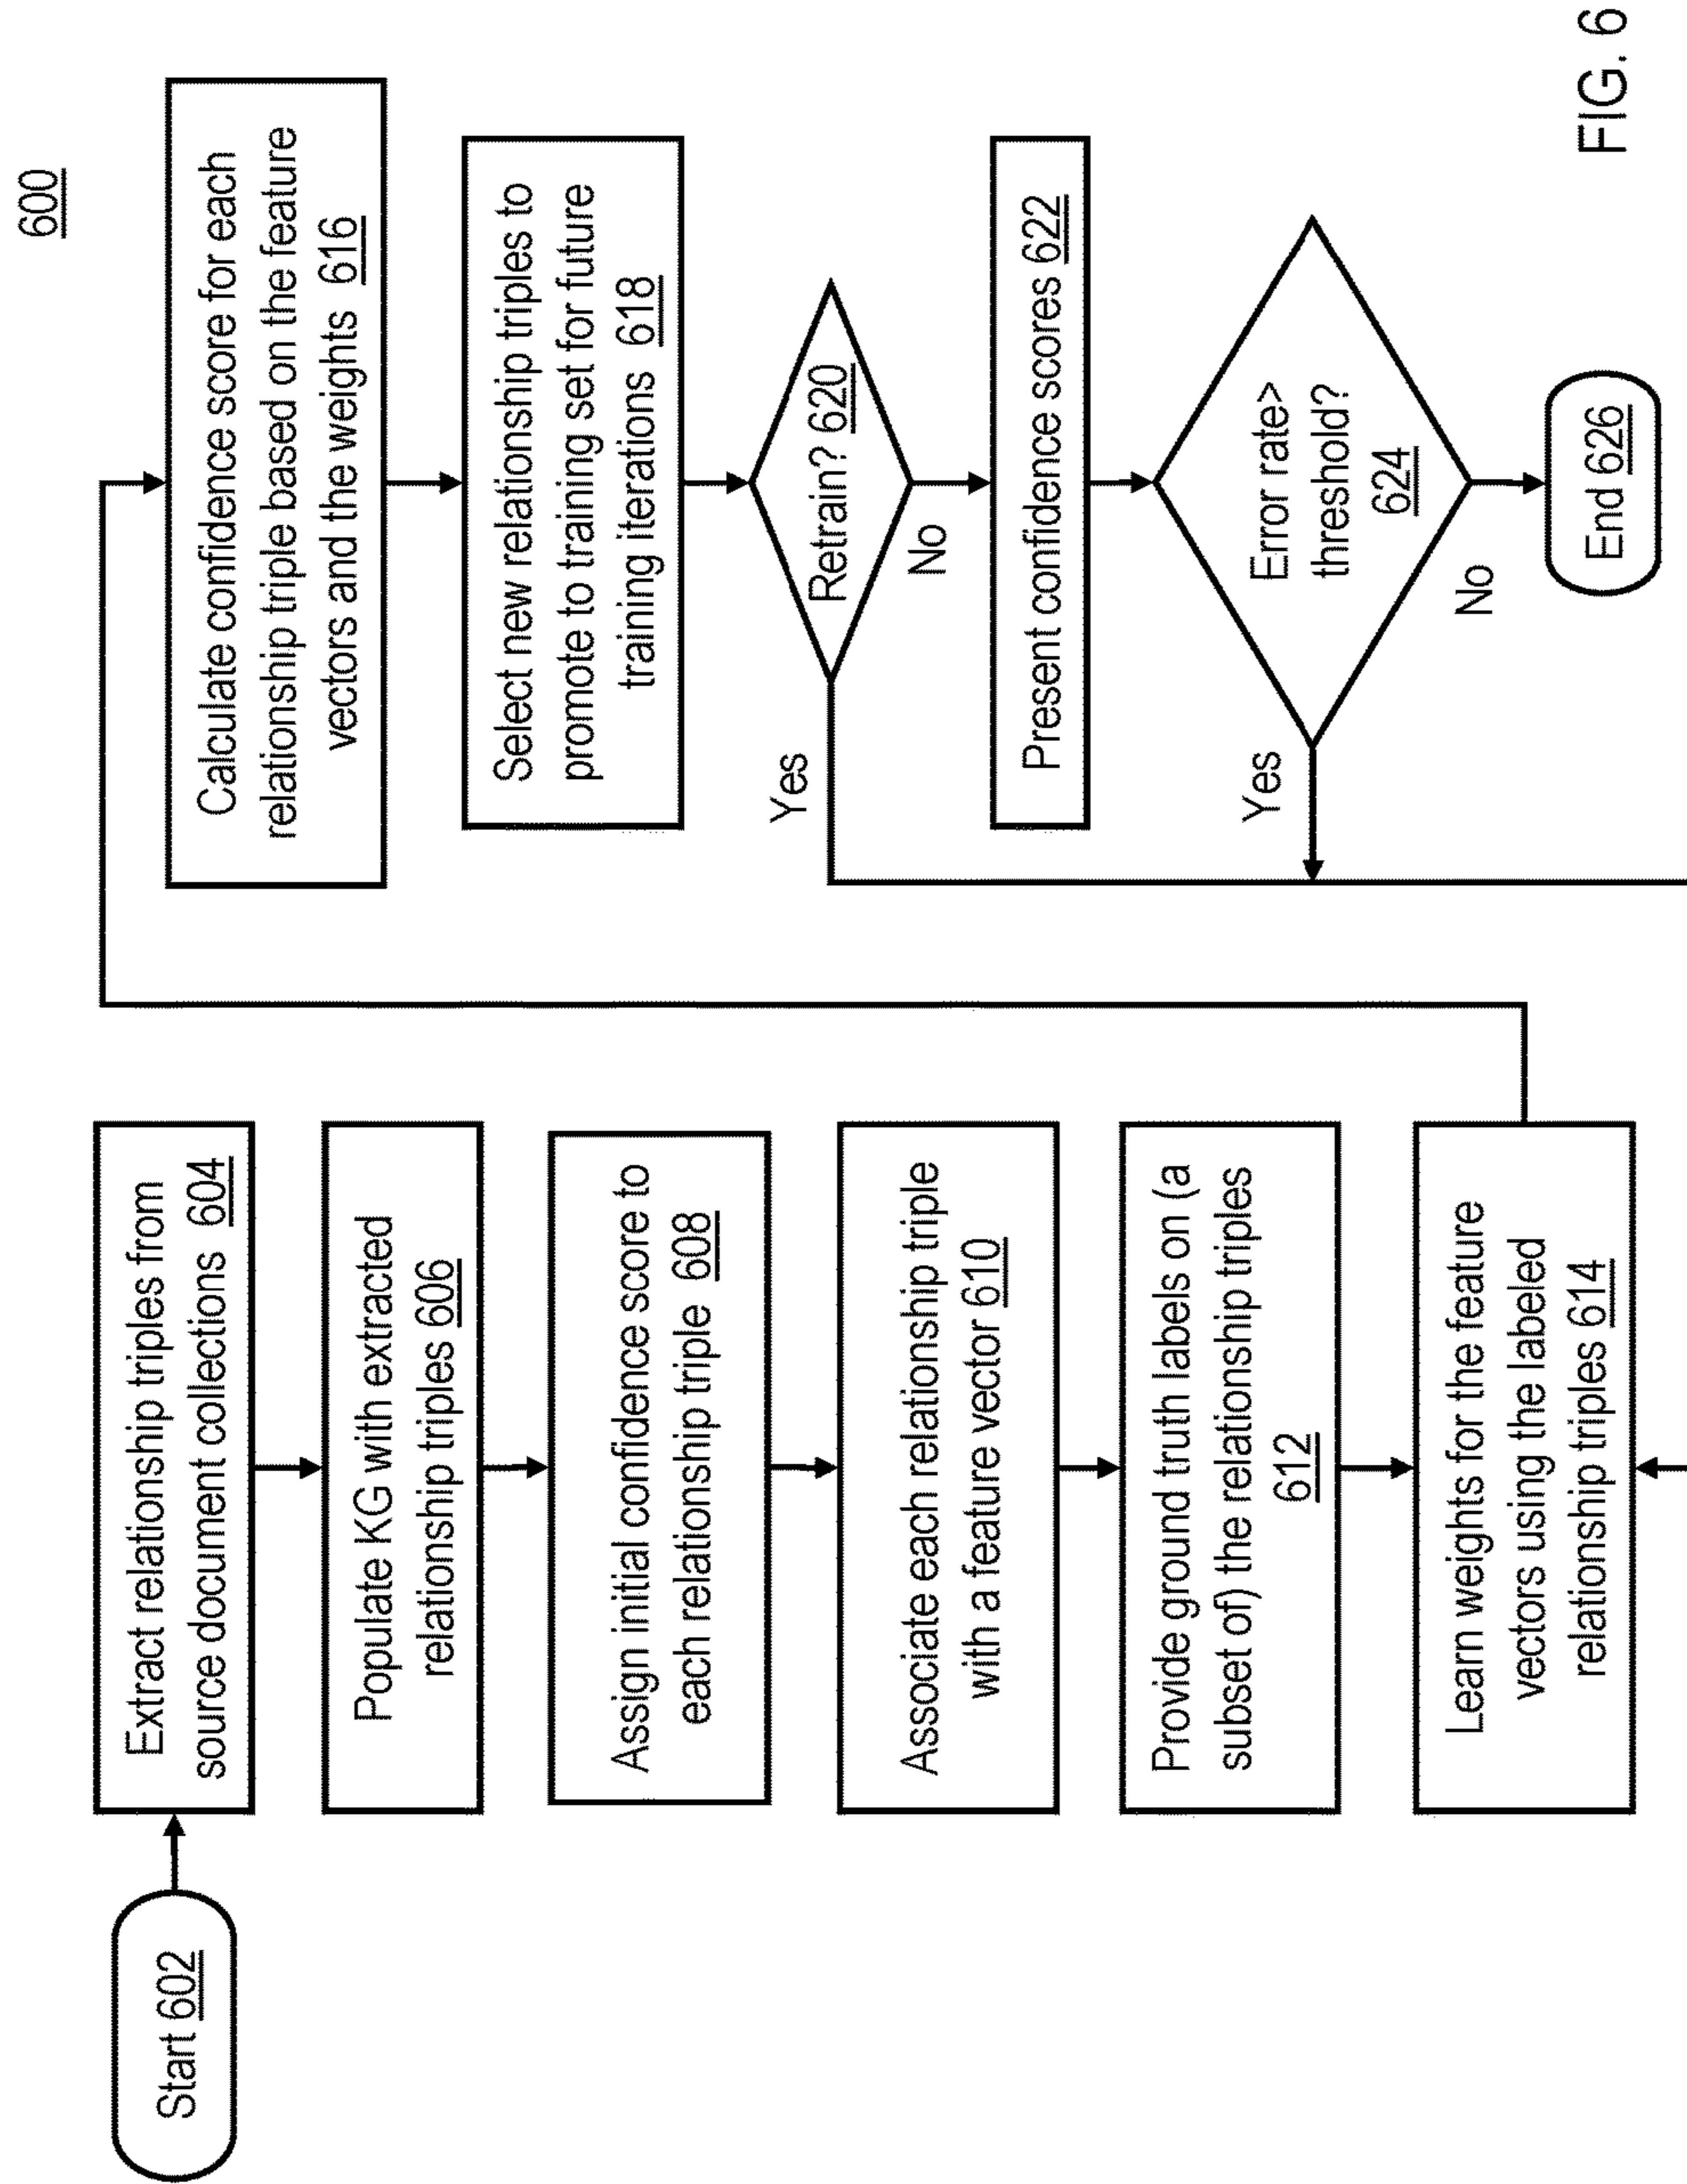 600
Start 602
Extract relationship triples from
source document collections 604
Populate KG with extracted
relationship triples 606
Assign initial confidence score to
each relationship triple 608
Associate each relationship triple
with a feature vector 610
Provide ground truth labels on (a
subset of) the relationship triples
612
Learn weights for the feature
vectors using the labeled
relationship triples 614
Calculate confidence score for each
relationship triple based on the feature
vectors and the weights 616
Select new relationship triples to
promote to training set for future
training iterations 618
Retrain? 620
Yes
No
Present confidence scores 622
Error rate>
threshold?
624
Yes
No
End 626
FIG. 6